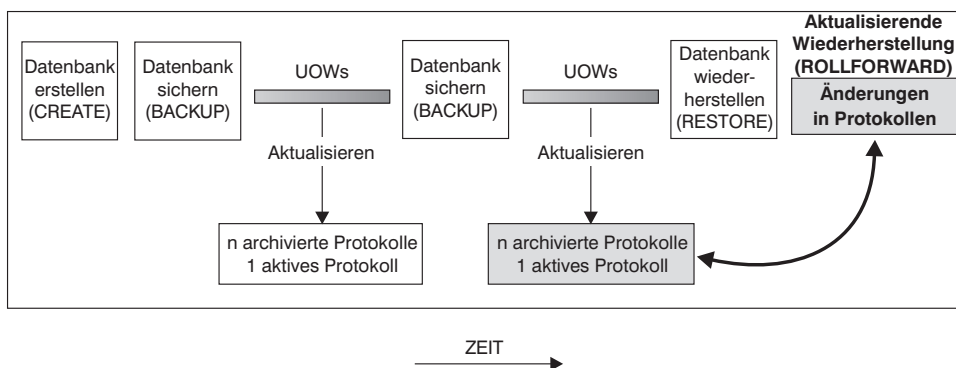 Datenbank
erstellen
(CREATE)
Datenbank
sichern
(BACKUP)
UOWs
Aktualisieren
n archivierte Protokolle
1 aktives Protokoll
Datenbank
sichern
(BACKUP)
UOWs
Aktualisieren
n archivierte Protokolle
1 aktives Protokoll
Datenbank
wieder-
herstellen
(RESTORE)
Aktualisierende
Wiederherstellung
(ROLLFORWARD)
Änderungen
in Protokollen
ZEIT